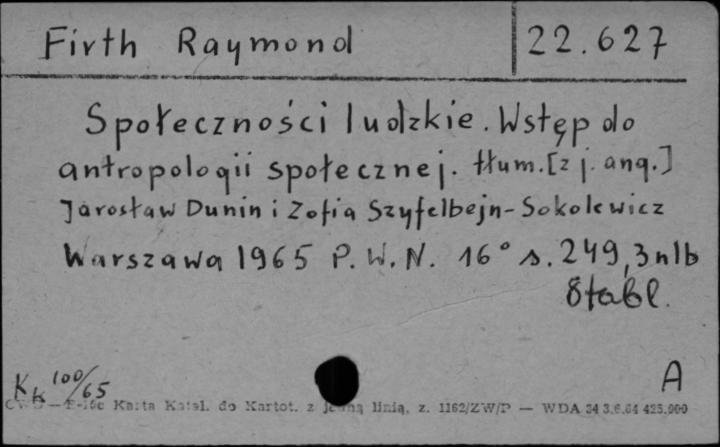 Firth Raymond 22.627
Społeczności ludzkie. Wstęp do
antropologii społecznej. tłum. [z j. ang.]
Jarosław Dunin i Zofia Szyfelbejn-Sokolewicz
Warszawa 1965 P.W.N. 16° s. 249, 3 nlb
8 tabl.
Kk 100/65 A
Karta Katal. do Kartot. z jedną linią, z. 1162/ZW/P — WDA 34 3.6.64 425.000